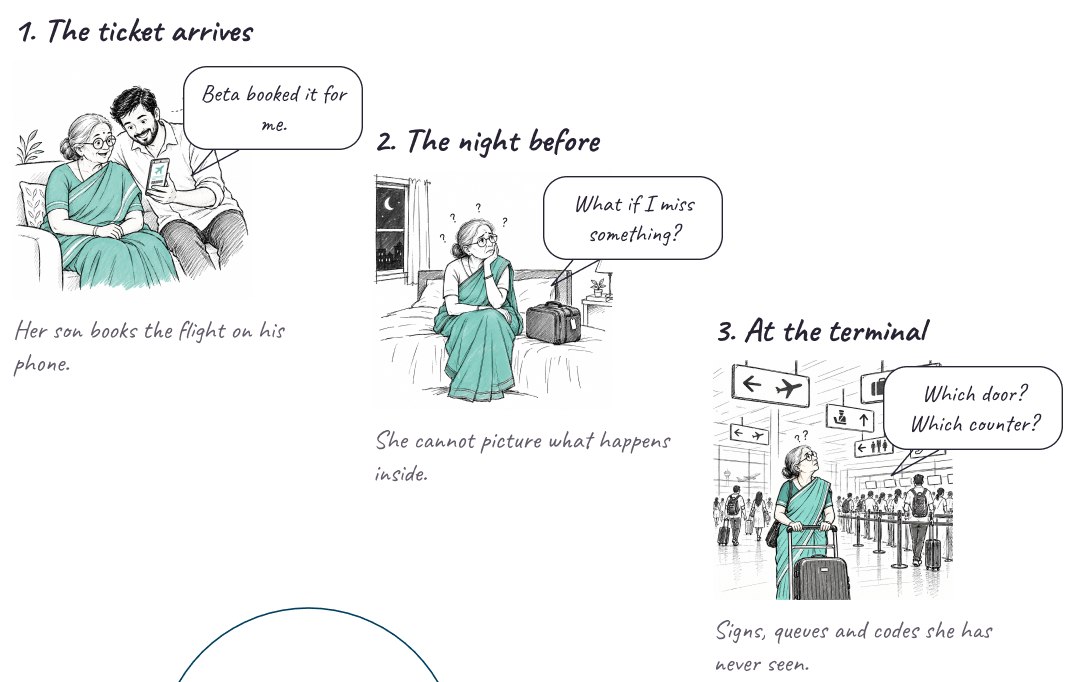 1. The ticket arrives
Beta booked it for
me.
Her son books the flight on his
phone.
2. The night before
? ? ? ?
What if I miss
something?
She cannot picture what happens
inside.
3. At the terminal
Which door?
Which counter?
? ?
Signs, queues and codes she has
never seen.